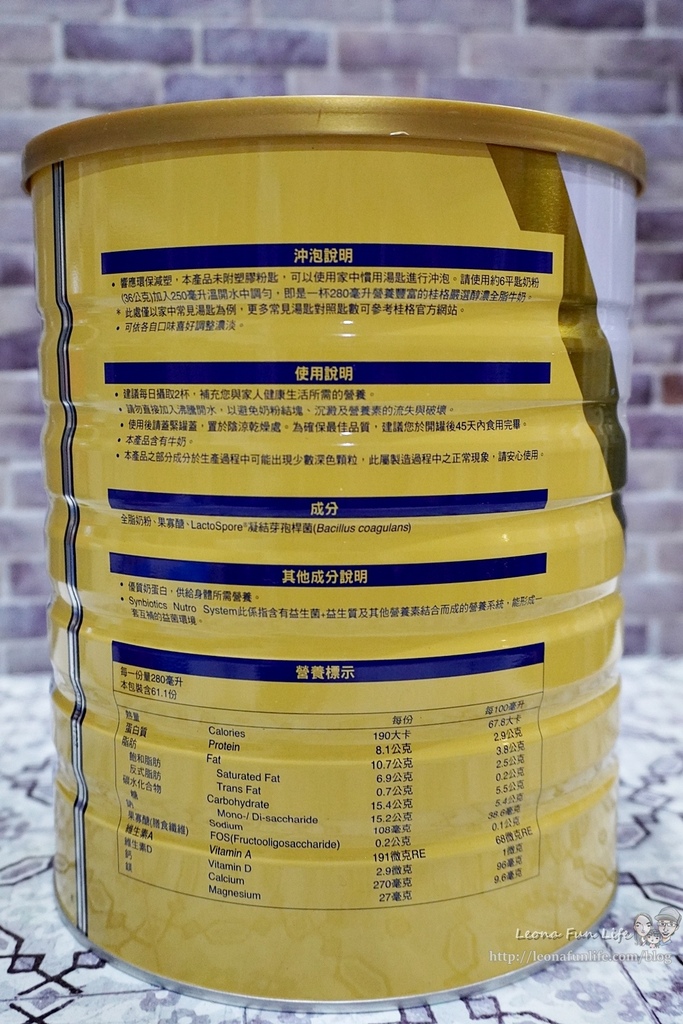 沖泡說明
• 響應環保減塑，本產品未附塑膠粉匙，可以使用家中慣用湯匙進行沖泡。請使用約6平匙奶粉
(36公克)加入250毫升溫開水中調勻，即是一杯280毫升營養豐富的桂格嚴選醇濃全脂牛奶。
* 此處僅以家中常見湯匙為例，更多常見湯匙對照匙數可參考桂格官方網站。
• 可依各自口味喜好調整濃淡。
使用說明
• 建議每日攝取2杯，補充您與家人健康生活所需的營養。
• 請勿直接加入沸騰開水，以避免奶粉結塊、沉澱及營養素的流失與破壞。
• 使用後請蓋緊罐蓋，置於陰涼乾燥處。為確保最佳品質，建議您於開罐後45天內食用完畢。
• 本產品含有牛奶。
• 本產品之部分成分於生產過程中可能出現少數深色顆粒，此屬製造過程中之正常現象，請安心使用。
成分
全脂奶粉、果寡醣、LactoSpore®凝結芽孢桿菌(Bacillus coagulans)
其他成分說明
• 優質奶蛋白，供給身體所需營養。
• Synbiotics Nutro System此係指含有益生菌+益生質及其他營養素結合而成的營養系統，能形成一
套互補的益菌環境。
營養標示
每一份量280毫升
本包裝含61.1份
每份 每100毫升
熱量 Calories 190大卡 67.8大卡
蛋白質 Protein 8.1公克 2.9公克
脂肪 Fat 10.7公克 3.8公克
飽和脂肪 Saturated Fat 6.9公克 2.5公克
反式脂肪 Trans Fat 0.7公克 0.2公克
碳水化合物 Carbohydrate 15.4公克 5.5公克
糖 Mono-/ Di-saccharide 15.2公克 5.4公克
鈉 Sodium 108毫克 38.6毫克
果寡醣(膳食纖維) FOS(Fructooligosaccharide) 0.2公克 0.1公克
維生素A Vitamin A 191微克RE 68微克RE
維生素D Vitamin D 2.9微克 1微克
鈣 Calcium 270毫克 96毫克
鎂 Magnesium 27毫克 9.6毫克
Leona Fun Life
http://leonafunlife.com/blog